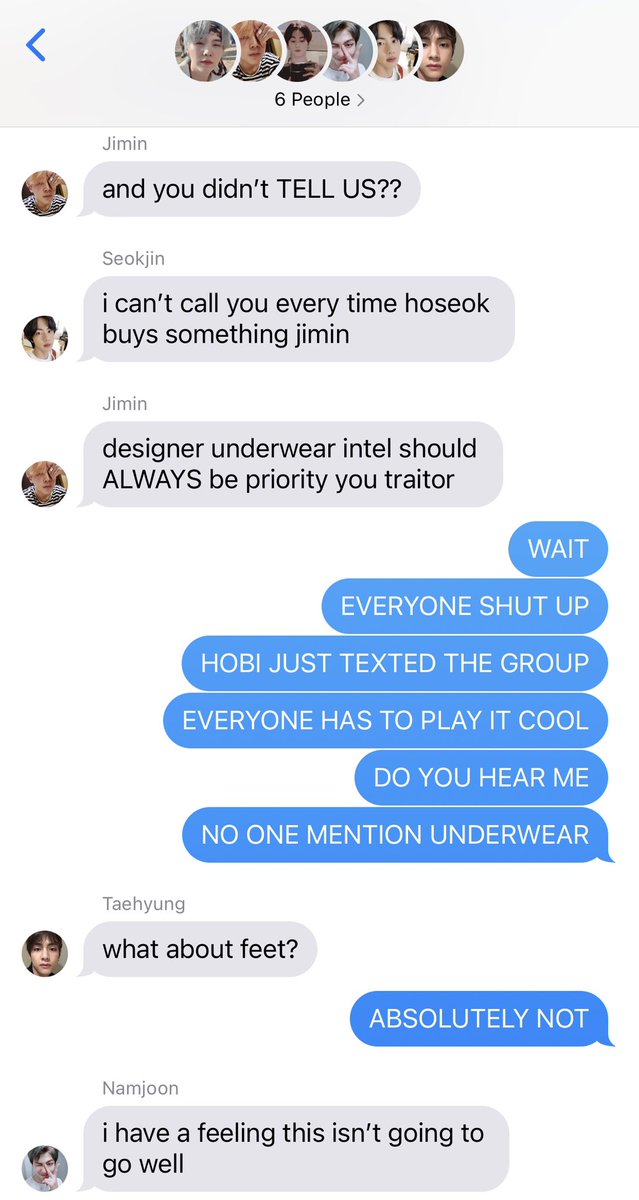 6 People
Jimin
and you didn’t TELL US??
Seokjin
i can’t call you every time hoseok
buys something jimin
Jimin
designer underwear intel should
ALWAYS be priority you traitor
WAIT
EVERYONE SHUT UP
HOBI JUST TEXTED THE GROUP
EVERYONE HAS TO PLAY IT COOL
DO YOU HEAR ME
NO ONE MENTION UNDERWEAR
Taehyung
what about feet?
ABSOLUTELY NOT
Namjoon
i have a feeling this isn’t going to
go well